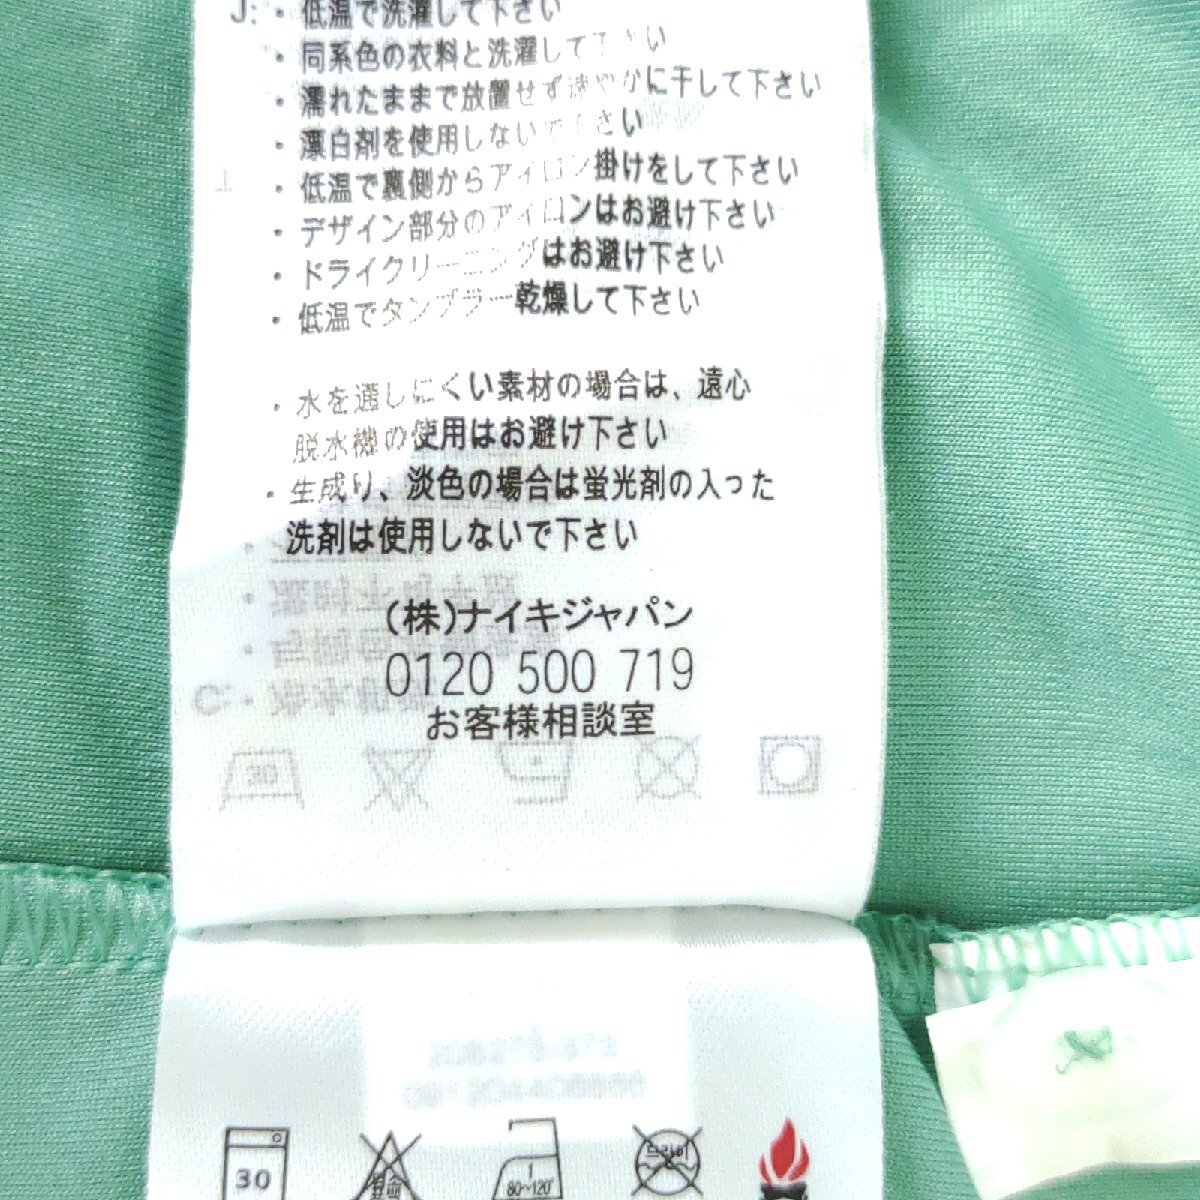 J: ・低温で洗濯して下さい
・同系色の衣料と洗濯して下さい
・濡れたままで放置せず速やかに干して下さい
・漂白剤を使用しないで下さい
・低温で裏側からアイロン掛けをして下さい
・デザイン部分のアイロンはお避け下さい
・ドライクリーニングはお避け下さい
・低温でタンブラー乾燥して下さい
・水を通しにくい素材の場合は、遠心
脱水機の使用はお避け下さい
・生成り、淡色の場合は蛍光剤の入った
洗剤は使用しないで下さい
(株)ナイキジャパン
0120 500 719
お客様相談室
30
30
1
80~120°
드라이